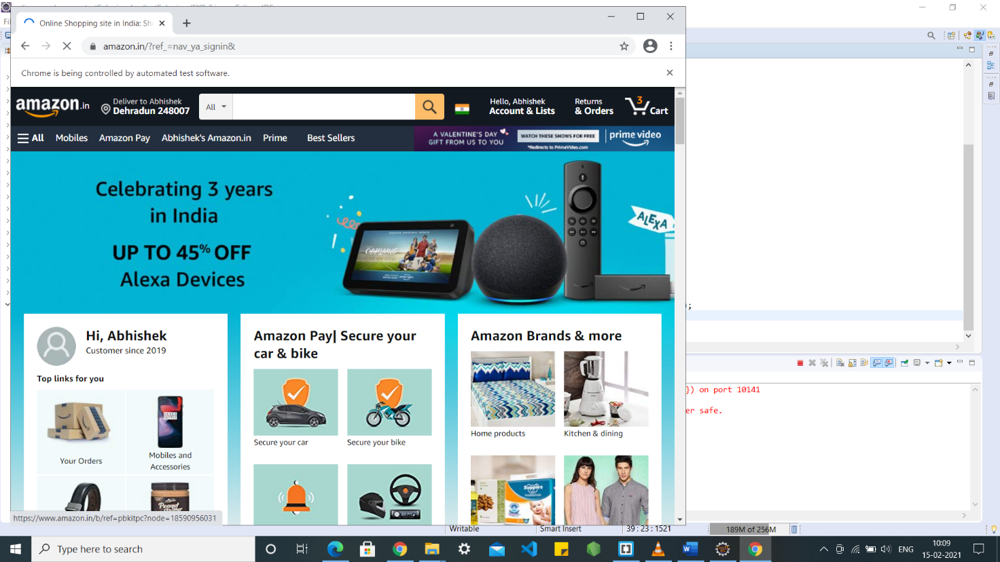 Online Shopping site in India: Sh
amazon.in/?ref_=nav_ya_signin&
Chrome is being controlled by automated test software.
amazon.in
Deliver to Abhishek
Dehradun 248007
All
Hello, Abhishek
Account & Lists
Returns
& Orders
3
Cart
All
Mobiles
Amazon Pay
Abhishek's Amazon.in
Prime
Best Sellers
A VALENTINE'S DAY
GIFT FROM US TO YOU
WATCH THESE SHOWS FOR FREE
*Redirects to PrimeVideo.com
prime video
Celebrating 3 years
in India
UP TO 45% OFF
Alexa Devices
ALEXA
Hi, Abhishek
Customer since 2019
Top links for you
Your Orders
Mobiles and
Accessories
Amazon Pay| Secure your
car & bike
Secure your car
Secure your bike
Amazon Brands & more
Home products
Kitchen & dining
Supples
Peanut
https://www.amazon.in/b/ref=pbkitpc?node=18590956031
);
}) on port 10141
er safe.
Writable
Smart Insert
39 : 23 : 1521
189M of 256M
Type here to search
ENG
10:09
15-02-2021